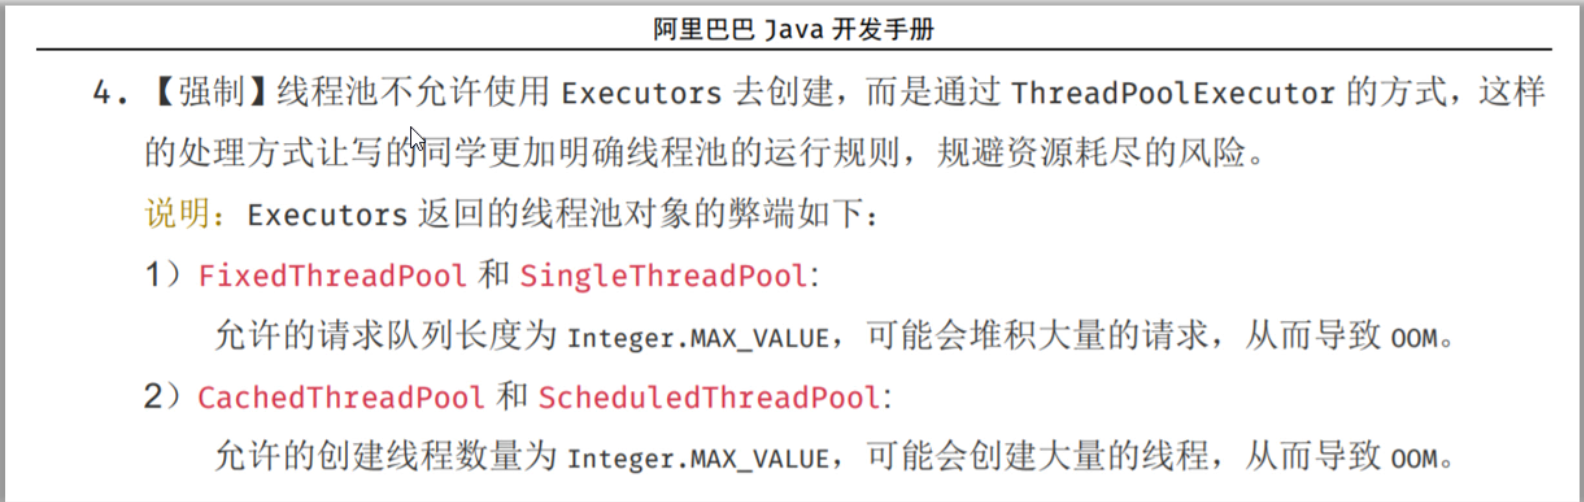 阿里巴巴 Java 开发手册
4. 【强制】线程池不允许使用 Executors 去创建，而是通过 ThreadPoolExecutor 的方式，这样
的处理方式让写的同学更加明确线程池的运行规则，规避资源耗尽的风险。
说明：Executors 返回的线程池对象的弊端如下：
1）FixedThreadPool 和 SingleThreadPool:
允许的请求队列长度为 Integer.MAX_VALUE，可能会堆积大量的请求，从而导致 OOM。
2）CachedThreadPool 和 ScheduledThreadPool:
允许的创建线程数量为 Integer.MAX_VALUE，可能会创建大量的线程，从而导致 OOM。